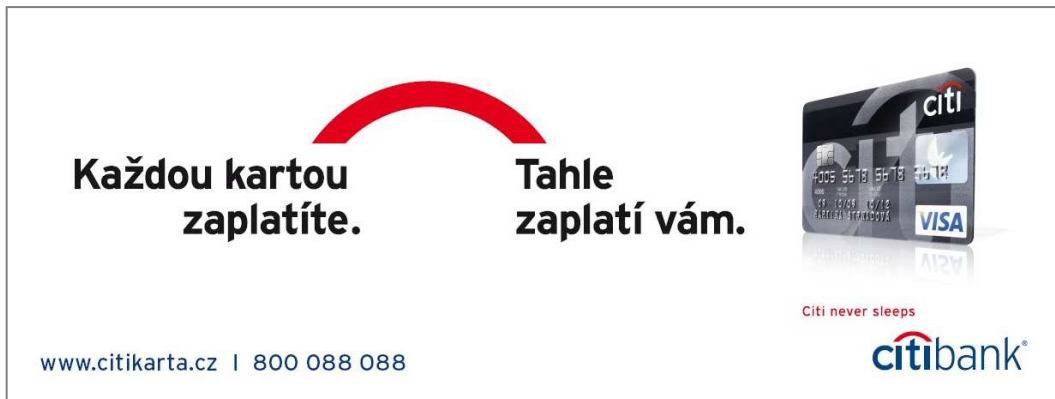 Každou kartou
zaplatíte.
Tahle
zaplatí vám.
citi
VISA
Citi never sleeps
citibank®
www.citikarta.cz | 800 088 088